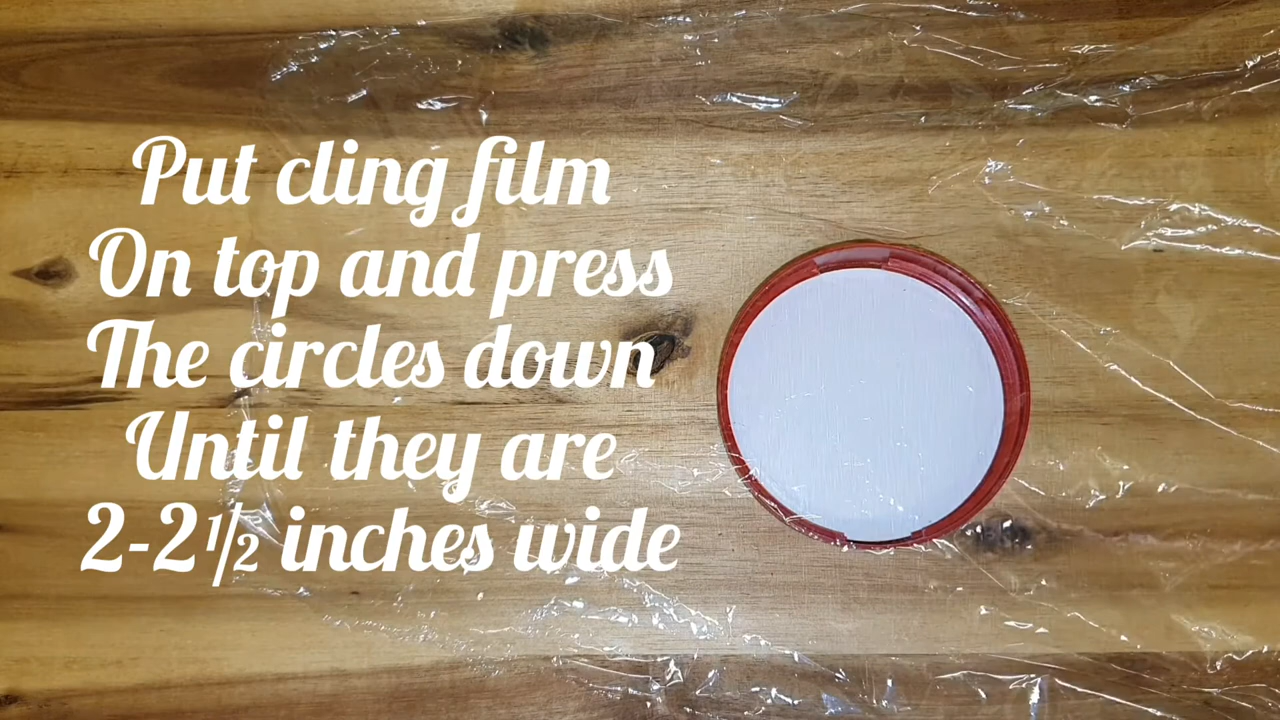 Put cling film
On top and press
The circles down
Until they are
2-2½ inches wide